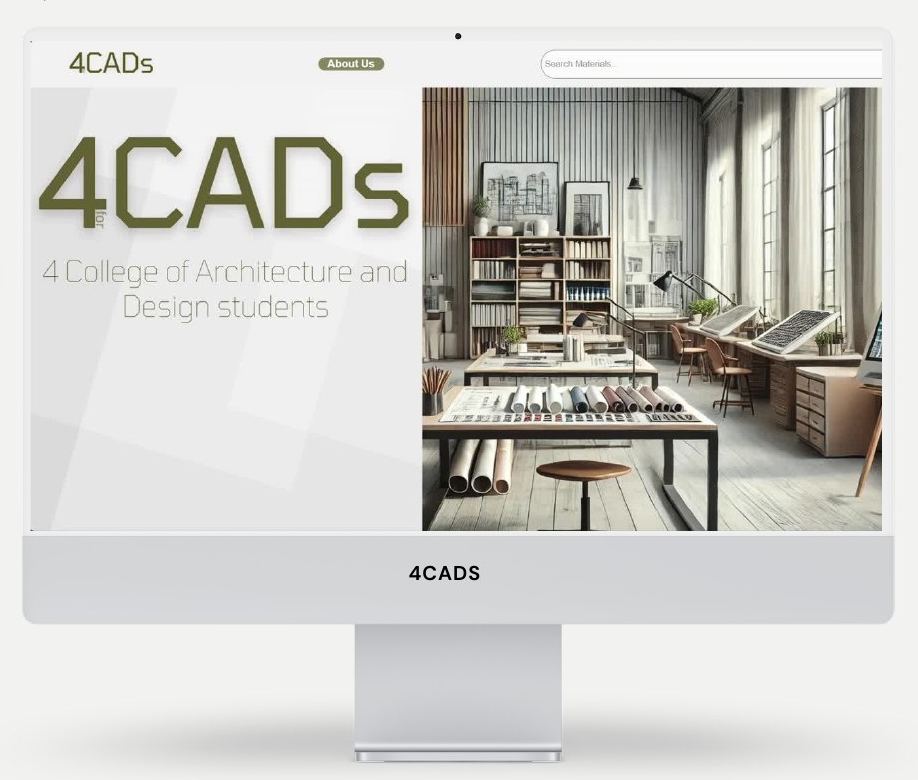 4CADs
About Us
Search Materials...
4CADs
for
4 College of Architecture and
Design students
4CADS